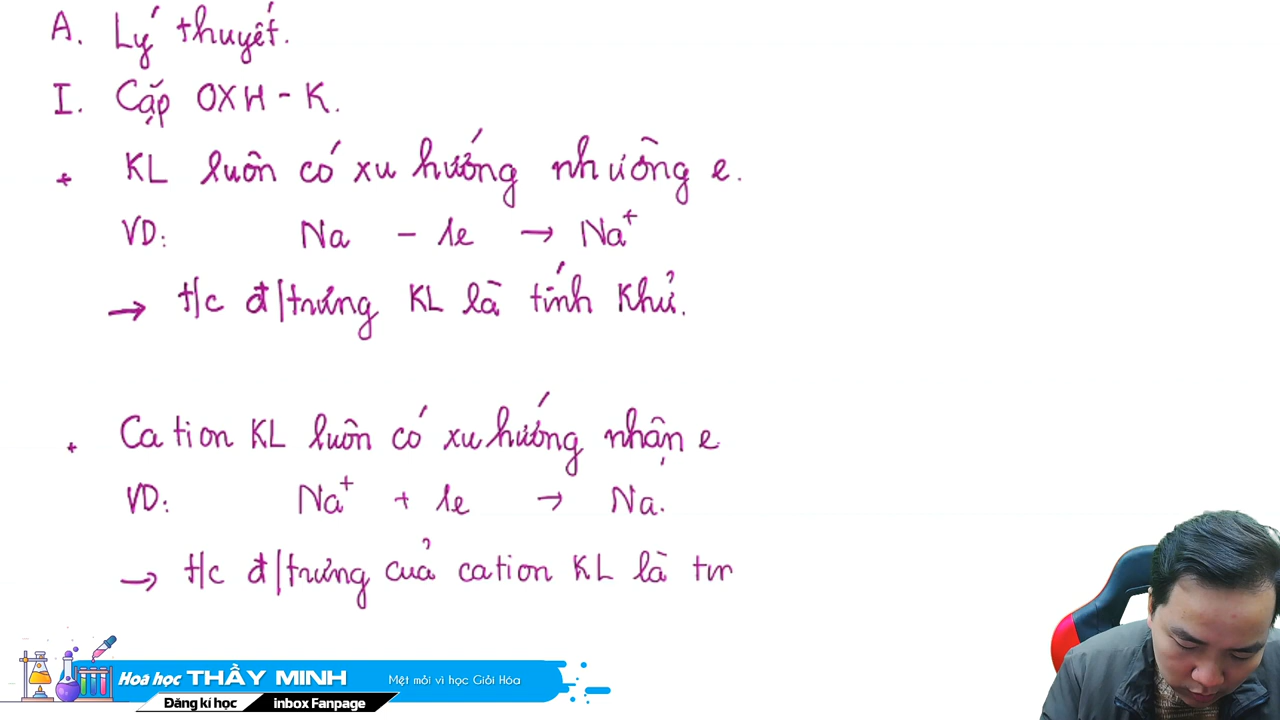 A. Lý thuyết.
I. Cặp OXH - K.
+ KL luôn có xu hướng nhường e.
VD: Na - 1e → Na⁺
→ t/c đ/trưng KL là tính khử.
+ Cation KL luôn có xu hướng nhận e
VD: Na⁺ + 1e → Na.
→ t/c đ/trưng của cation KL là tın
Hoá học THẦY MINH
Mệt mỏi vì học Giỏi Hóa
Đăng kí học
inbox Fanpage